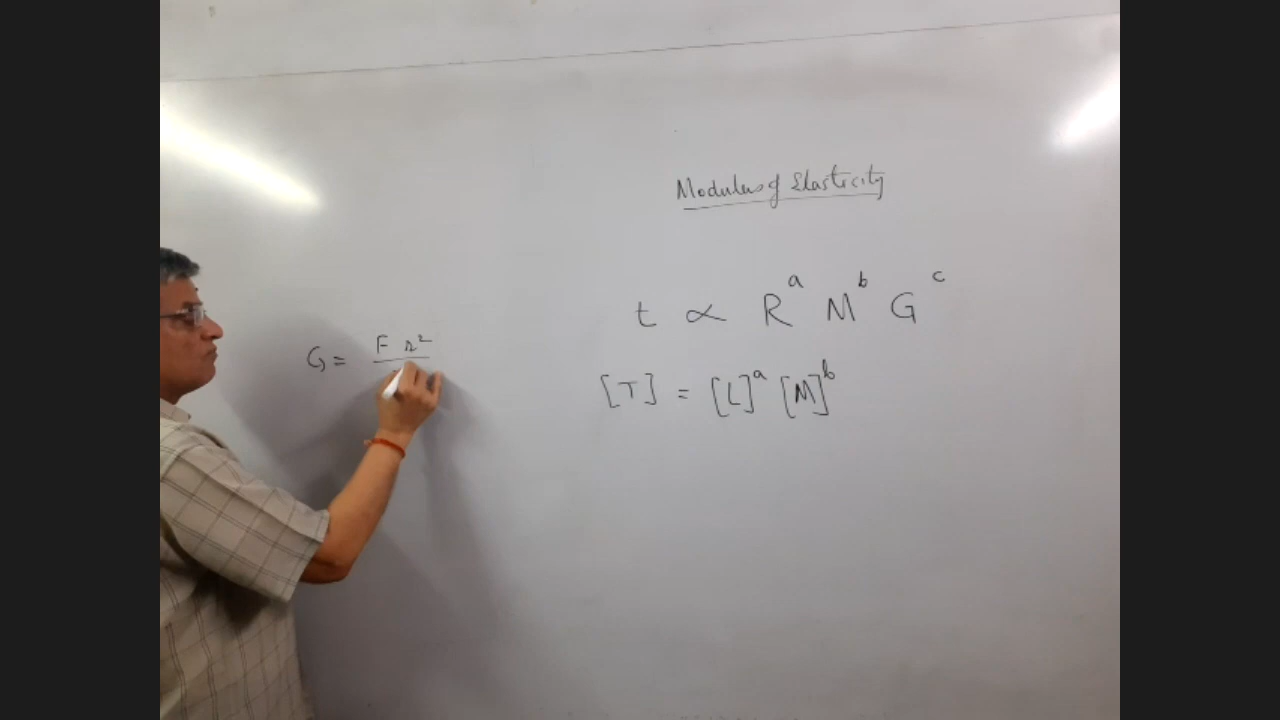 Modulus of Elasticity
t ∝ R^a M^b G^c
G = F r²
[T] = [L]^a [M]^b